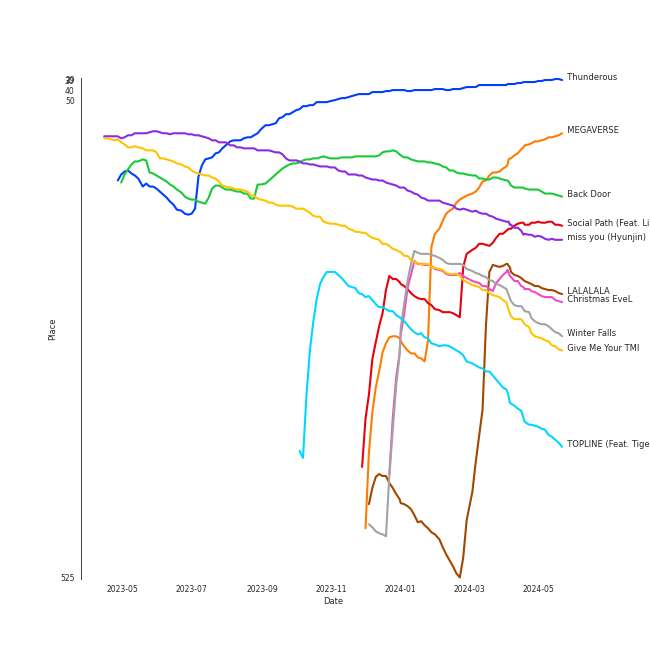 Thunderous
40
50
MEGAVERSE
Back Door
Social Path (Feat. Li
miss you (Hyunjin)
LALALALA
Christmas EveL
Winter Falls
Give Me Your TMI
TOPLINE (Feat. Tige
Place
525
2023-05 2023-07 2023-09 2023-11 2024-01 2024-03 2024-05
Date